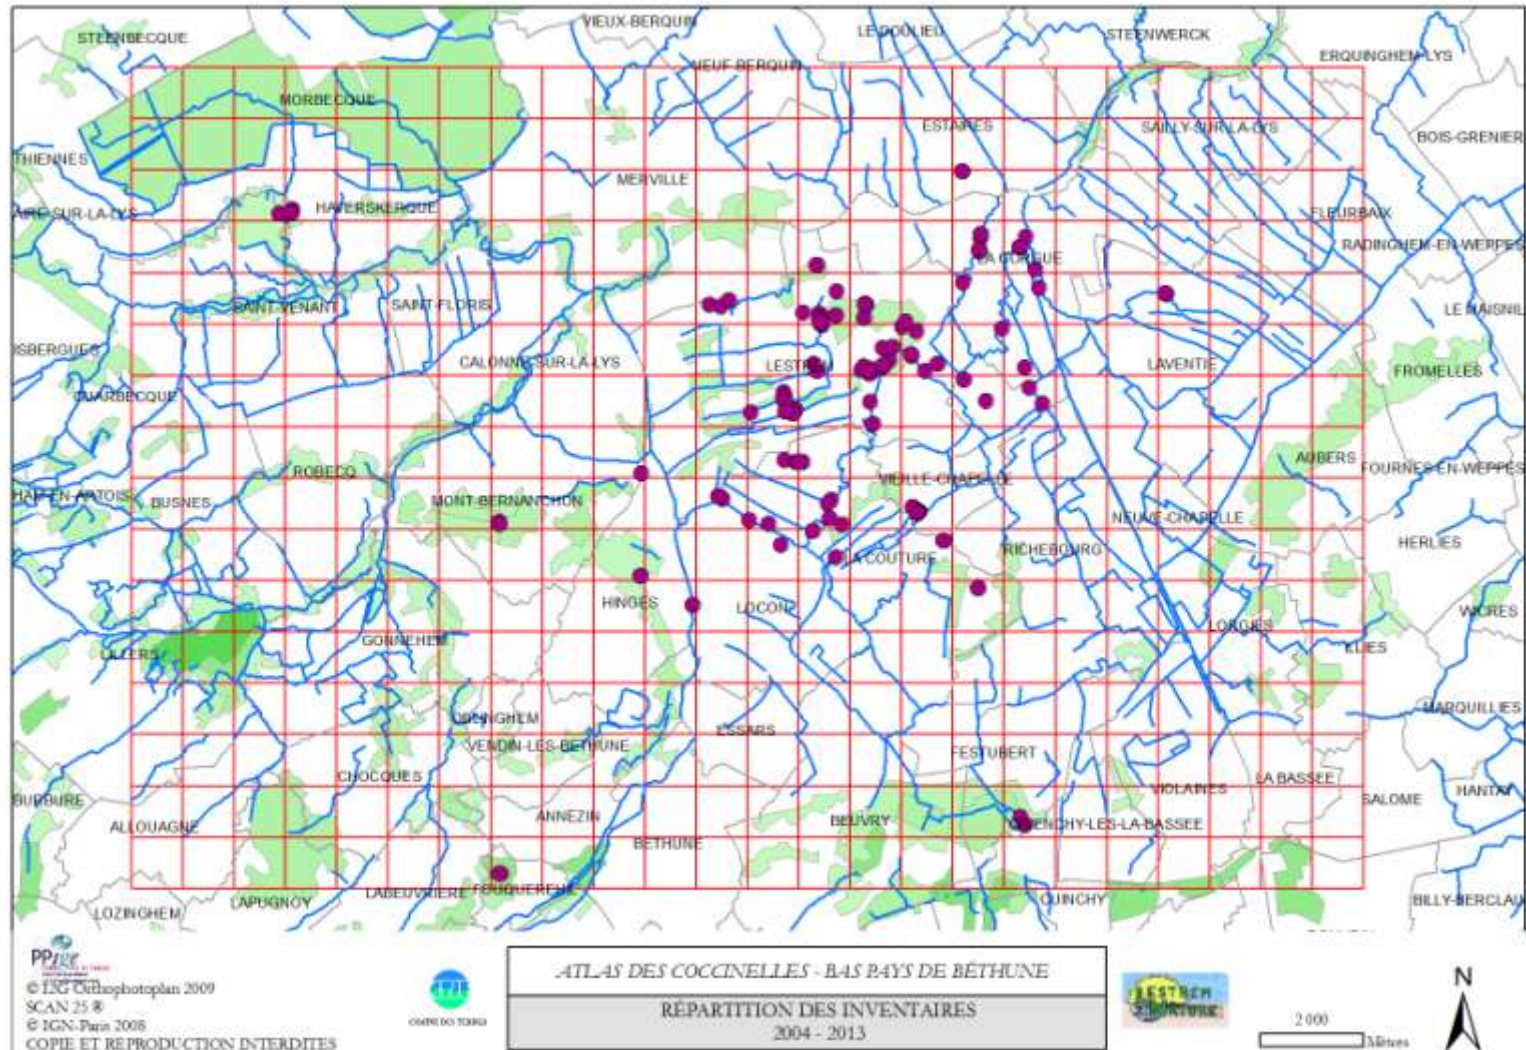 VIEUX-BERQUIN
LE DOULIEU
STEENWERCK
STEENBECQUE
ERQUINGHEM-LYS
NEUF BERQUIN
MORBECQUE
ESTAIRES
SAILLY-SUR-LA-LYS
BOIS-GRENIER
THIENNES
MERVILLE
HAVERSKERQUE
AIRE-SUR-LA-LYS
FLEURBAIX
RADINGHEM-EN-WEPPES
LA GORGUE
SAINT-VENANT
SAINT-FLORIS
LE MAISNIL
ISBERGUES
CALONNE-SUR-LA-LYS
LESTREM
LAVENTIE
FROMELLES
GUARBECQUE
AUBERS
FOURNES-EN-WEPPES
ROBECQ
VIEILLE-CHAPELLE
HAM-EN-ARTOIS
BUSNES
MONT-BERNANCHON
NEUVE-CHAPELLE
HERLIES
RICHEBOURG
LA COUTURE
HINGES
LOCON
WICRES
LORGIES
ILLIES
GONNEHEM
LILLERS
MARQUILLIES
OBLINGHEM
ESSARS
VENDIN-LES-BETHUNE
FESTUBERT
CHOCQUES
LA BASSEE
VIOLAINES
HANTAY
SALOME
BURBURE
ALLOUAGNE
ANNEZIN
BEUVRY
BETHUNE
LABEUVRIERE
FOUQUEREUIL
LAPUGNOY
LOZINGHEM
CUINCHY
BILLY-BERCLAU
PPige
© I2G Orthophotoplan 2009
SCAN 25 ®
© IGN-Paris 2008
COPIE ET REPRODUCTION INTERDITES
ATLAS DES COCCINELLES - BAS PAYS DE BÉTHUNE
RÉPARTITION DES INVENTAIRES
2004 - 2013
LESTREM
NATURE
2 000
Mètres
N